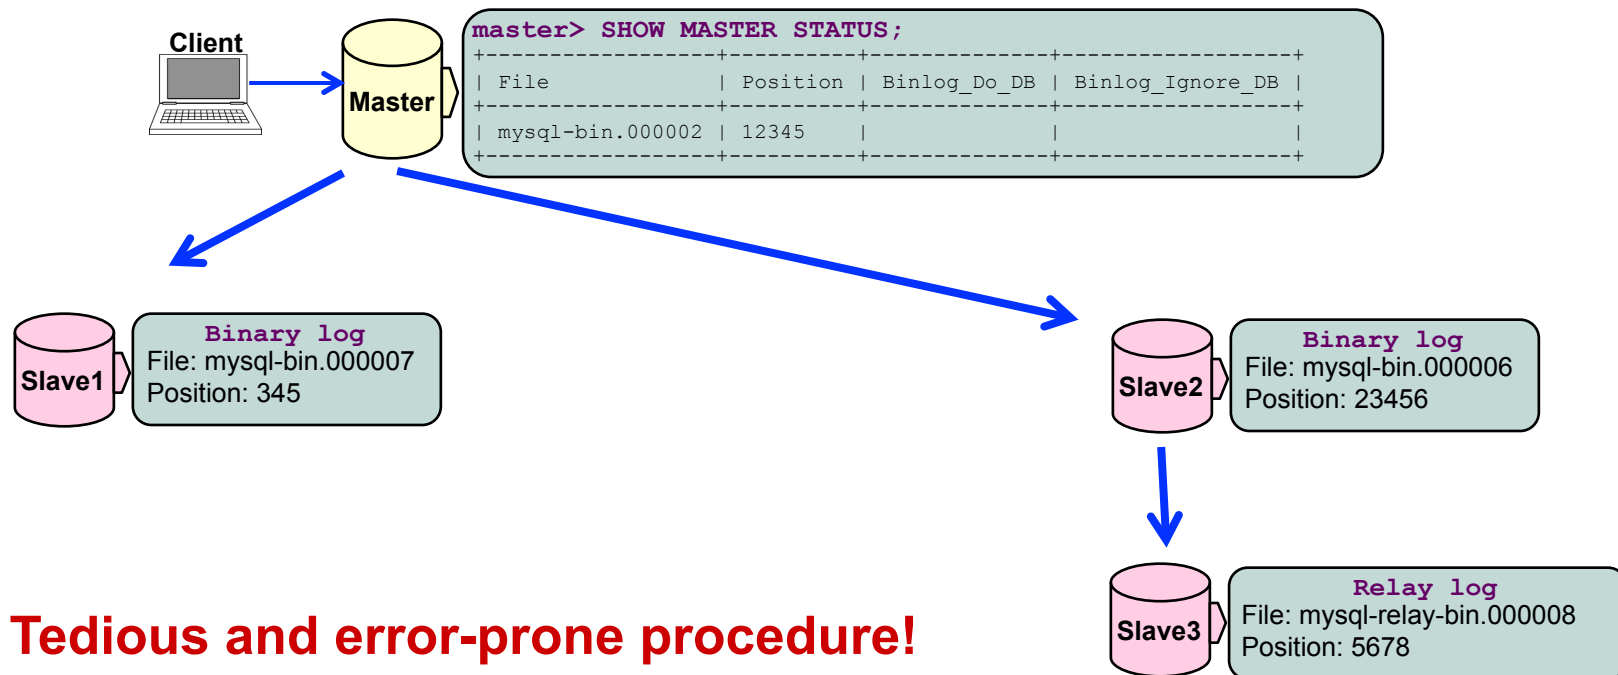 Client
Master
master> SHOW MASTER STATUS;
+------------------+----------+--------------+------------------+
| File             | Position | Binlog_Do_DB | Binlog_Ignore_DB |
+------------------+----------+--------------+------------------+
| mysql-bin.000002 | 12345    |              |                  |
+------------------+----------+--------------+------------------+
Slave1
Binary log
File: mysql-bin.000007
Position: 345
Slave2
Binary log
File: mysql-bin.000006
Position: 23456
Slave3
Relay log
File: mysql-relay-bin.000008
Position: 5678
Tedious and error-prone procedure!